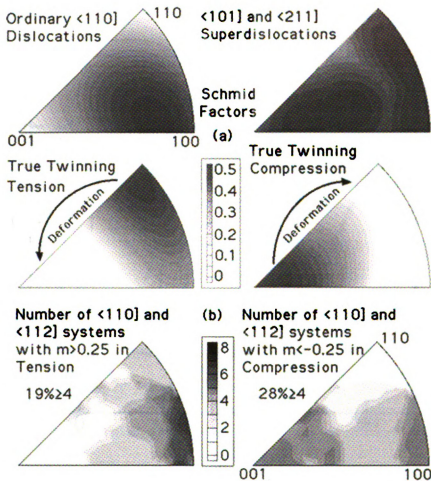 Ordinary <110]
Dislocations
110
<101] and <211]
Superdislocations
Schmid
Factors
001
100
(a)
True Twinning
Tension
Deformation
0.5
0.4
0.3
0.2
0.1
0
True Twinning
Compression
Deformation
Number of <110] and
<112] systems
with m>0.25 in
Tension
19%≥4
(b)
8
6
4
2
0
Number of <110] and
<112] systems
with m<-0.25 in
Compression
28%≥4
110
001
100